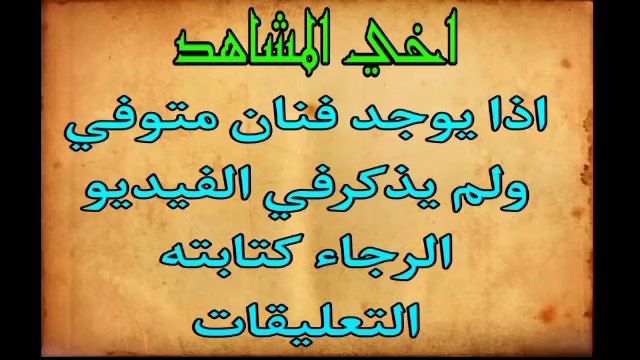 اخي المشاهد
اذا يوجد فنان متوفي
ولم يذكرفي الفيديو
الرجاء كتابته
التعليقات